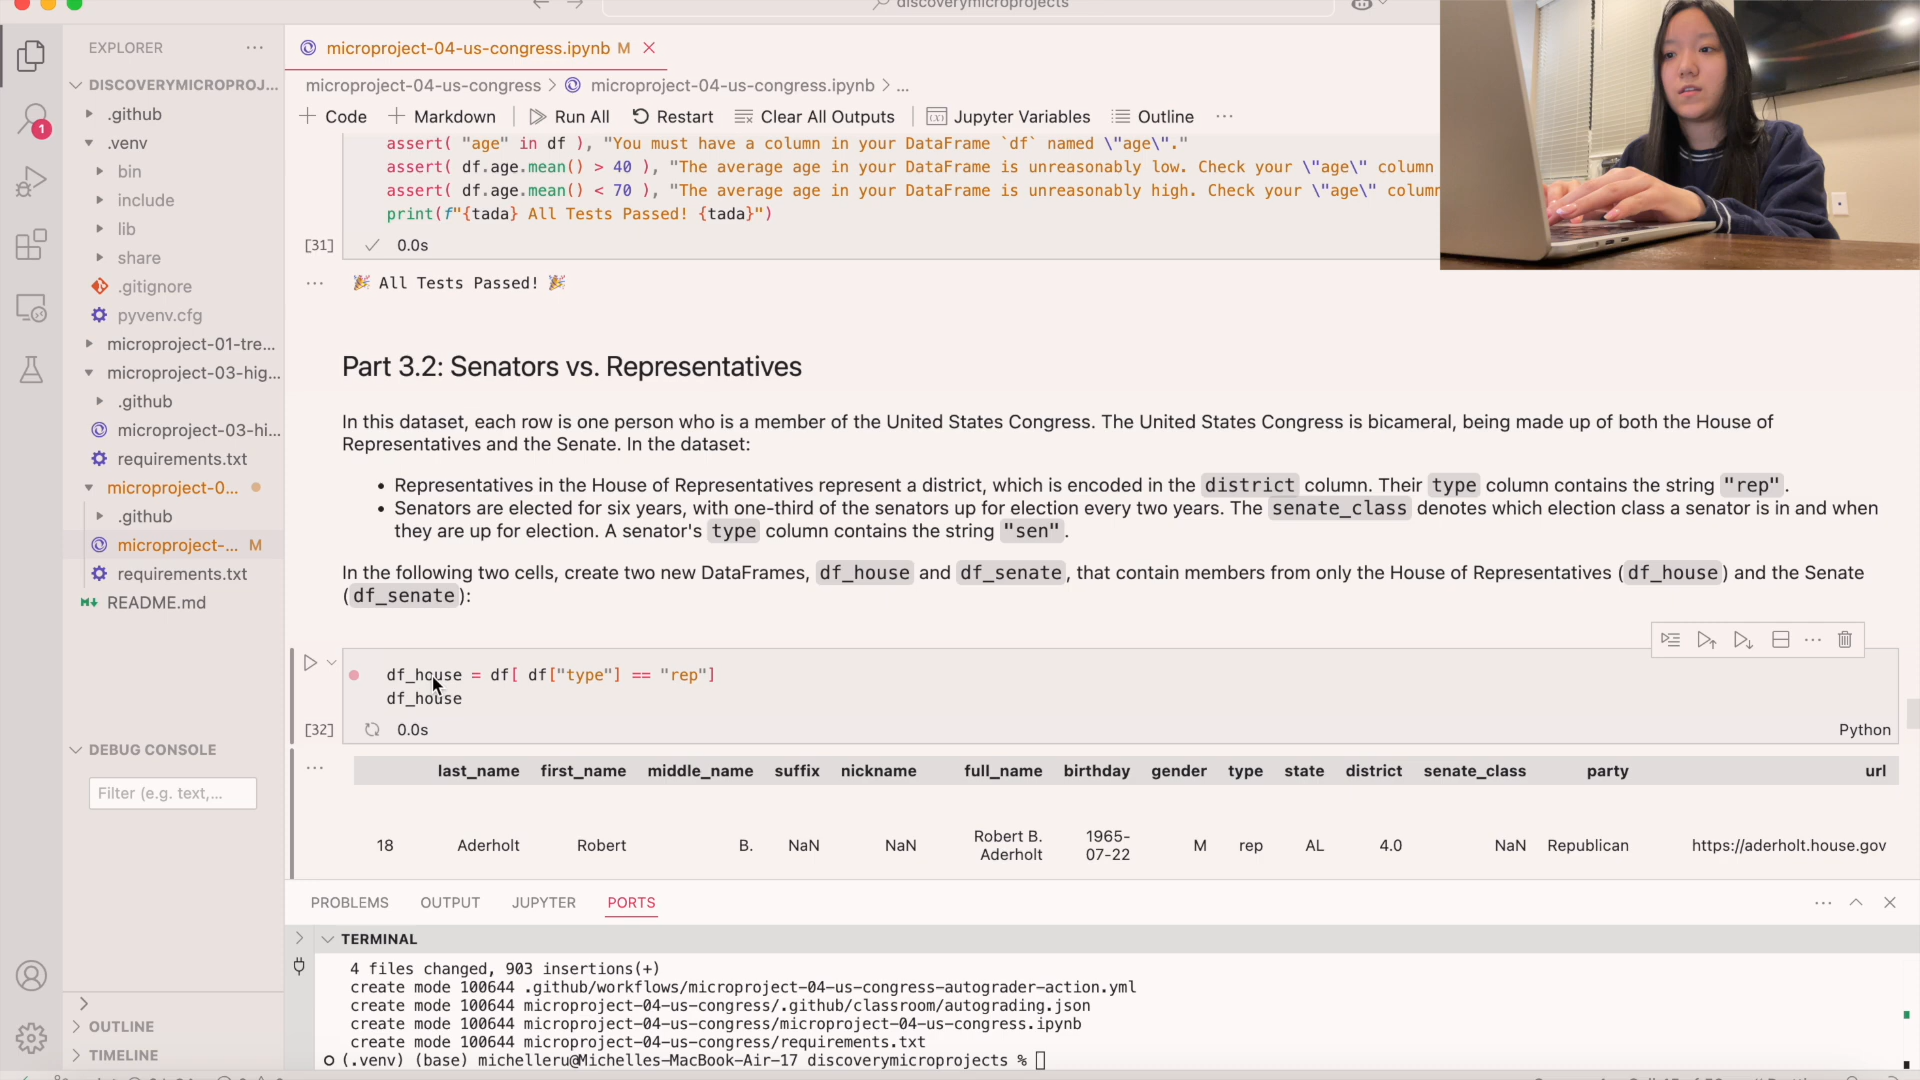 discoverymicroprojects
EXPLORER
microproject-04-us-congress.ipynb M
DISCOVERYMICROPROJ...
microproject-04-us-congress > microproject-04-us-congress.ipynb > ...
.github
+ Code + Markdown Run All Restart Clear All Outputs Jupyter Variables Outline ...
1
.venv
bin
include
lib
share
.gitignore
pyvenv.cfg
microproject-01-tre...
microproject-03-hig...
.github
microproject-03-hi...
requirements.txt
microproject-0...
.github
microproject-... M
requirements.txt
README.md
DEBUG CONSOLE
Filter (e.g. text,...
OUTLINE
TIMELINE
assert( "age" in df ), "You must have a column in your DataFrame `df` named \"age\"."
assert( df.age.mean() > 40 ), "The average age in your DataFrame is unreasonably low. Check your \"age\" column
assert( df.age.mean() < 70 ), "The average age in your DataFrame is unreasonably high. Check your \"age\" column
print(f"{tada} All Tests Passed! {tada}")
[31] ✓ 0.0s
... 🎉 All Tests Passed! 🎉
Part 3.2: Senators vs. Representatives
In this dataset, each row is one person who is a member of the United States Congress. The United States Congress is bicameral, being made up of both the House of
Representatives and the Senate. In the dataset:
• Representatives in the House of Representatives represent a district, which is encoded in the district column. Their type column contains the string "rep".
• Senators are elected for six years, with one-third of the senators up for election every two years. The senate_class denotes which election class a senator is in and when
they are up for election. A senator's type column contains the string "sen".
In the following two cells, create two new DataFrames, df_house and df_senate, that contain members from only the House of Representatives (df_house) and the Senate
(df_senate):
df_house = df[ df["type"] == "rep"]
df_house
[32] 0.0s Python
... last_name first_name middle_name suffix nickname full_name birthday gender type state district senate_class party url
18 Aderholt Robert B. NaN NaN Robert B. Aderholt 1965-07-22 M rep AL 4.0 NaN Republican https://aderholt.house.gov
PROBLEMS OUTPUT JUPYTER PORTS
TERMINAL
4 files changed, 903 insertions(+)
create mode 100644 .github/workflows/microproject-04-us-congress-autograder-action.yml
create mode 100644 microproject-04-us-congress/.github/classroom/autograding.json
create mode 100644 microproject-04-us-congress/microproject-04-us-congress.ipynb
create mode 100644 microproject-04-us-congress/requirements.txt
(.venv) (base) michelleru@Michelles-MacBook-Air-17 discoverymicroprojects %